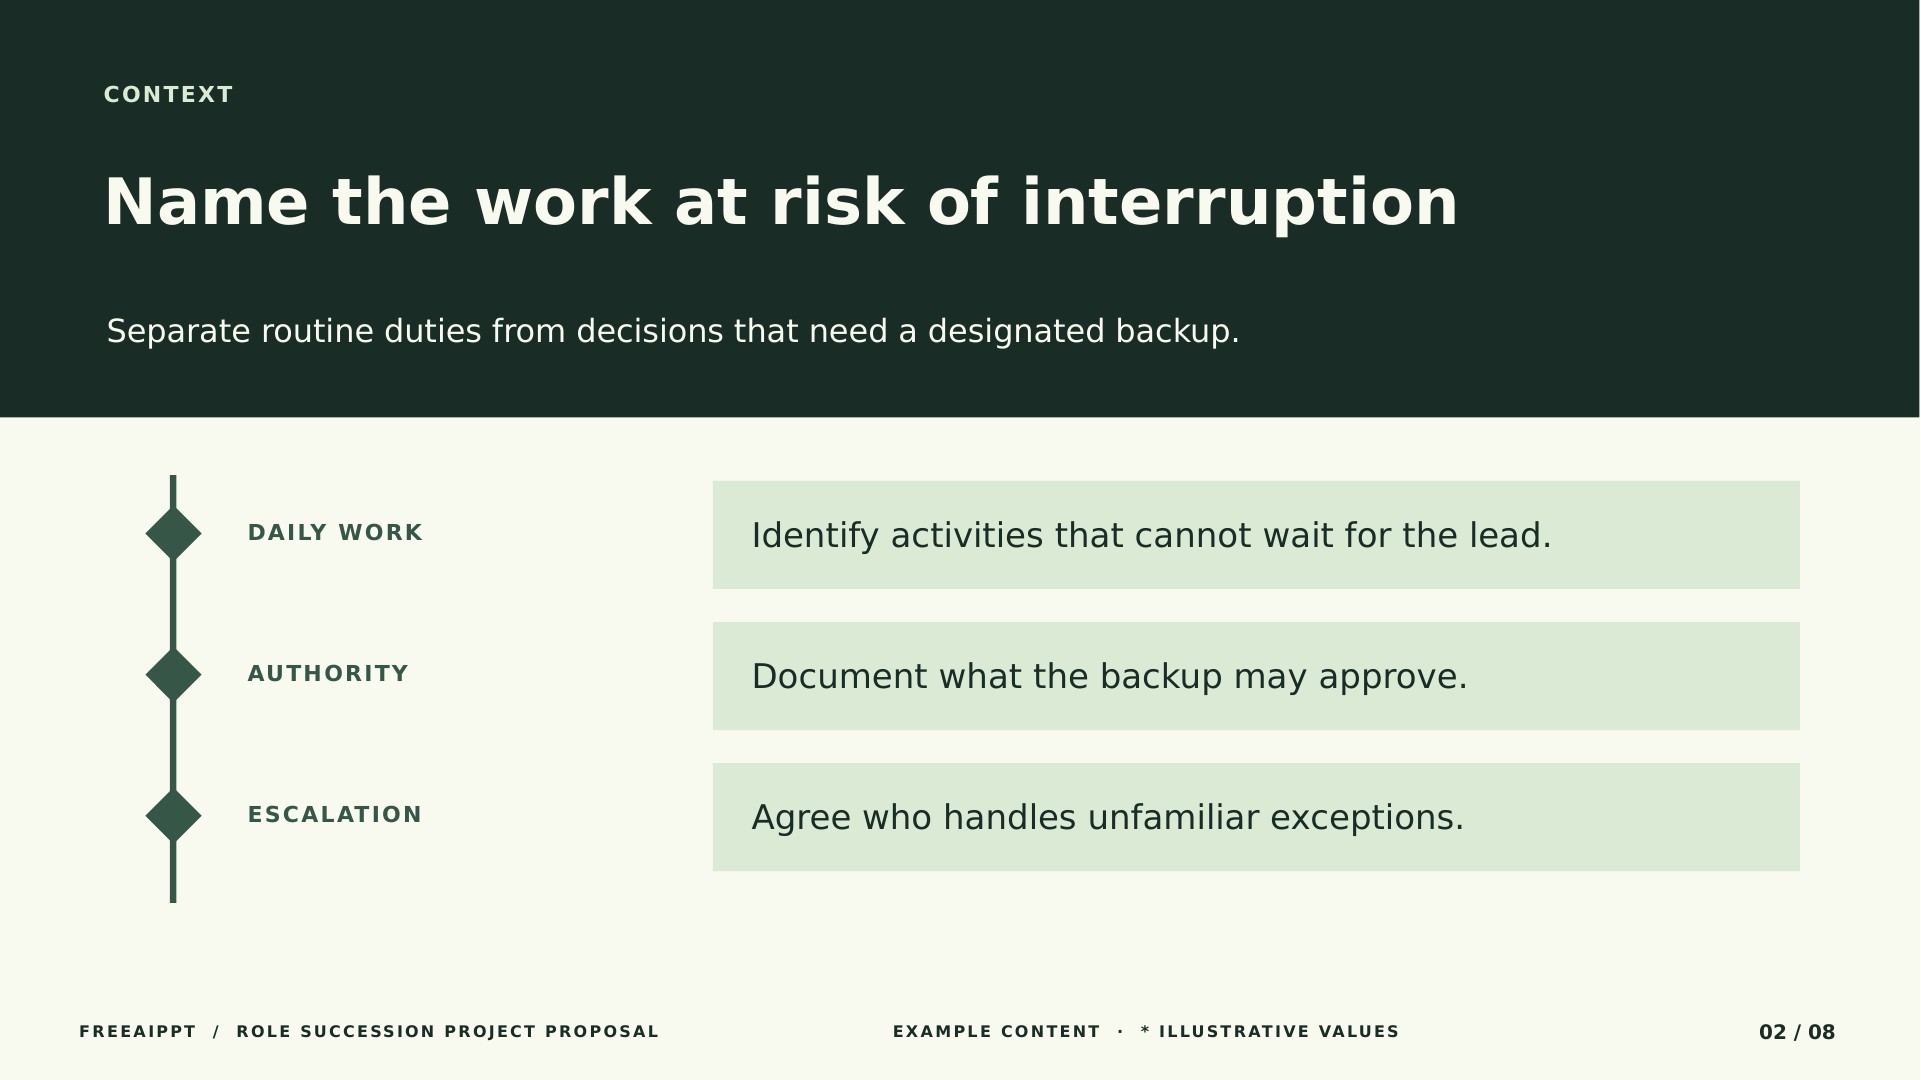 CONTEXT
Name the work at risk of interruption
Separate routine duties from decisions that need a designated backup.
DAILY WORK
Identify activities that cannot wait for the lead.
AUTHORITY
Document what the backup may approve.
ESCALATION
Agree who handles unfamiliar exceptions.
FREEAIPPT / ROLE SUCCESSION PROJECT PROPOSAL
EXAMPLE CONTENT · * ILLUSTRATIVE VALUES
02 / 08